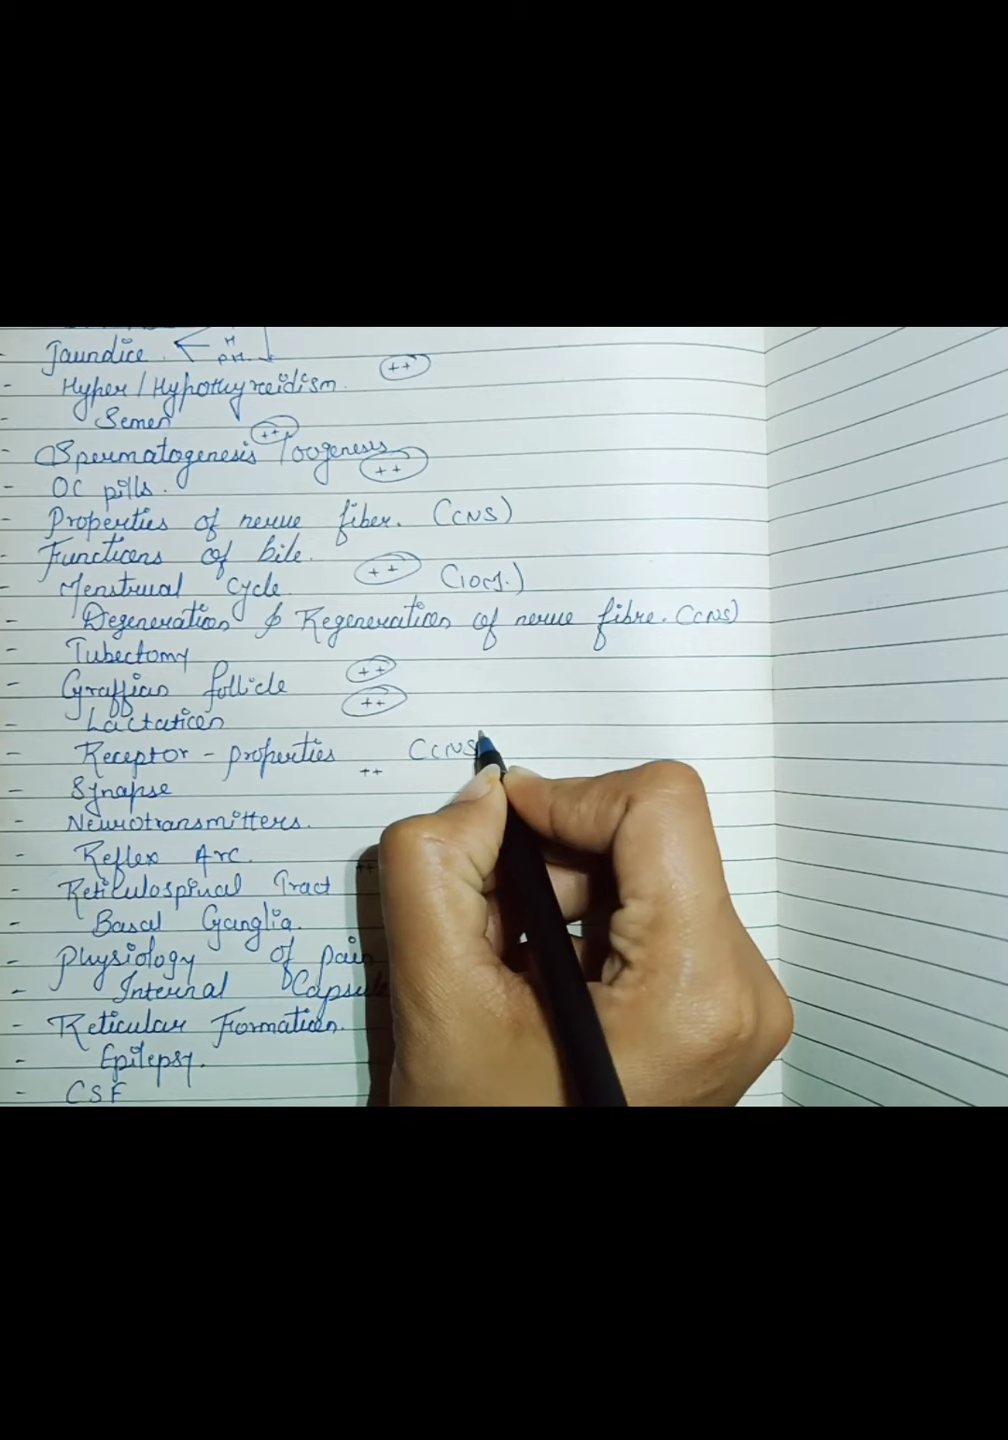 - Jaundice. H
PH.
- Hyper/Hypothyroidism. ++
- Semen
- Spermatogenesis ++ /oogenesis
- OC pills. ++
- Properties of nerve fiber. (CNS)
- Functions of bile.
- Menstrual cycle. ++ (10M.)
- Degeneration & Regeneration of nerve fibre. (CNS)
- Tubectomy
- Graffian follicle ++
- Lactation ++
- Receptor - properties (CNS
- Synapse ++
- Neurotransmitters.
- Reflex Arc.
- Reticulospinal Tract ++
- Basal Ganglia.
- Physiology of pain
- Internal Capsule
- Reticular Formation.
- Epilepsy.
- CSF